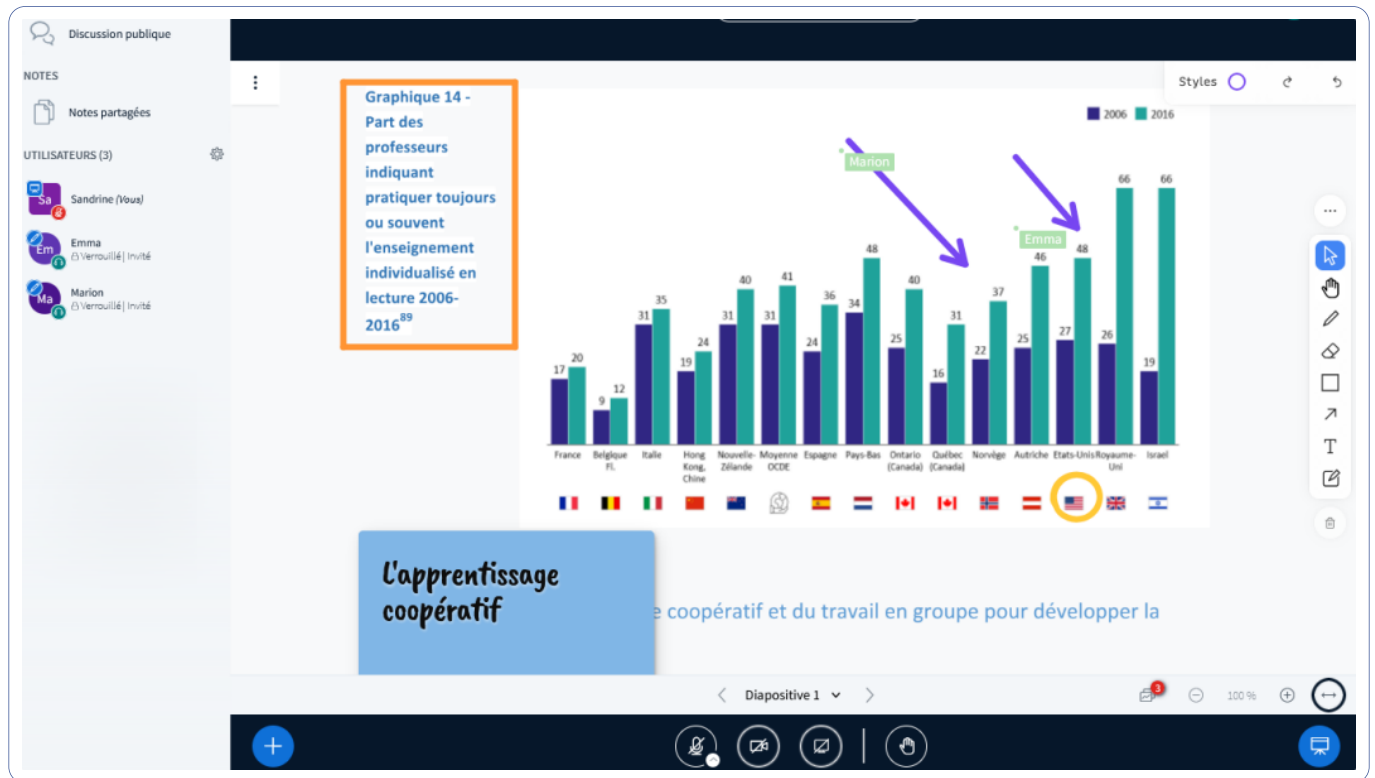 Discussion publique
NOTES
Notes partagées
UTILISATEURS (3)
Sa
Sandrine (Vous)
Em
Emma
Verrouillé | Invité
Ma
Marion
Verrouillé | Invité
Styles
Graphique 14 -
Part des
professeurs
indiquant
pratiquer toujours
ou souvent
l'enseignement
individualisé en
lecture 2006-
2016⁸⁹
2006 2016
Marion
Emma
17 20
9 12
31 35
19 24
31 40
31 41
24 36
34 48
25 40
16 31
22 37
25 46
27 48
26 66
19 66
France
Belgique
Fl.
Italie
Hong
Kong,
Chine
Nouvelle-
Zélande
Moyenne
OCDE
Espagne
Pays-Bas
Ontario
(Canada)
Québec
(Canada)
Norvège
Autriche
Etats-Unis
Royaume-
Uni
Israel
L'apprentissage
coopératif
coopératif et du travail en groupe pour développer la
T
Diapositive 1
3
100 %